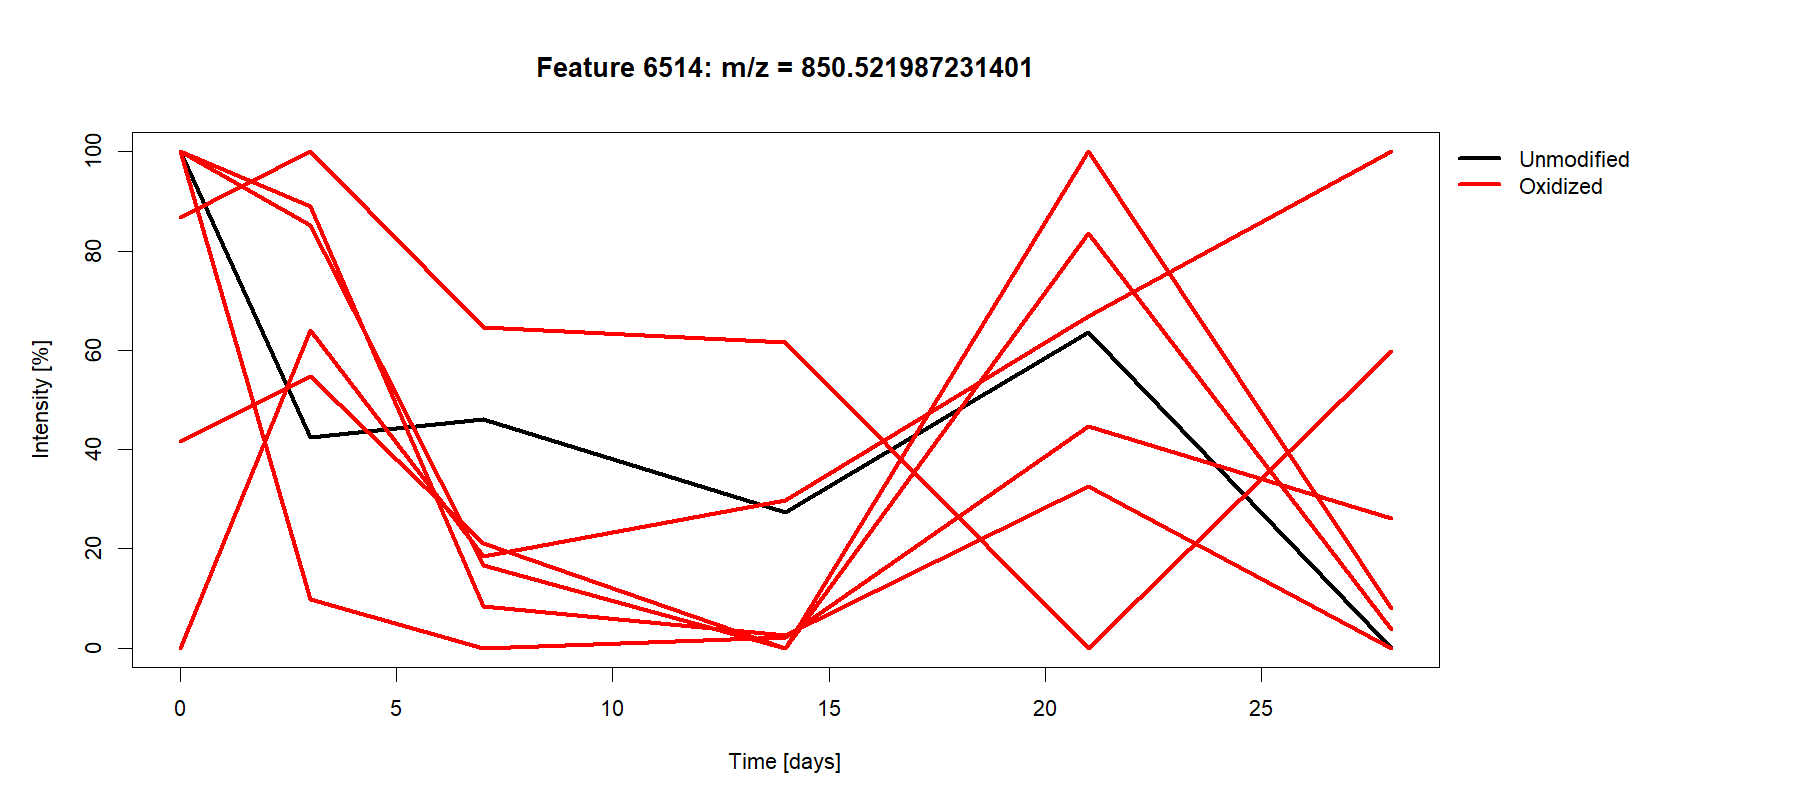 Feature 6514: m/z = 850.521987231401
Unmodified
Oxidized
100
80
60
40
20
0
Intensity [%]
0 5 10 15 20 25
Time [days]